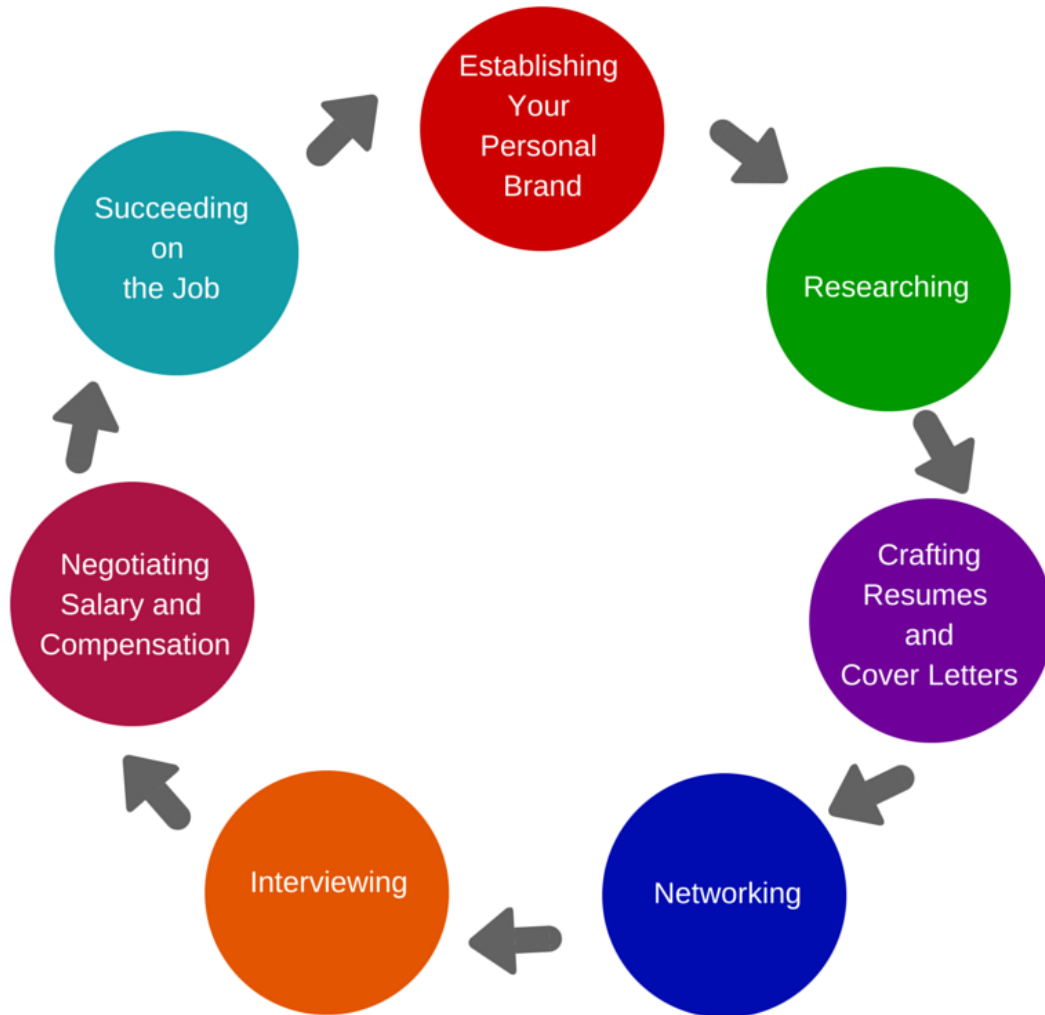 Establishing
Your
Personal
Brand
Researching
Crafting
Resumes
and
Cover Letters
Networking
Interviewing
Negotiating
Salary and
Compensation
Succeeding
on
the Job